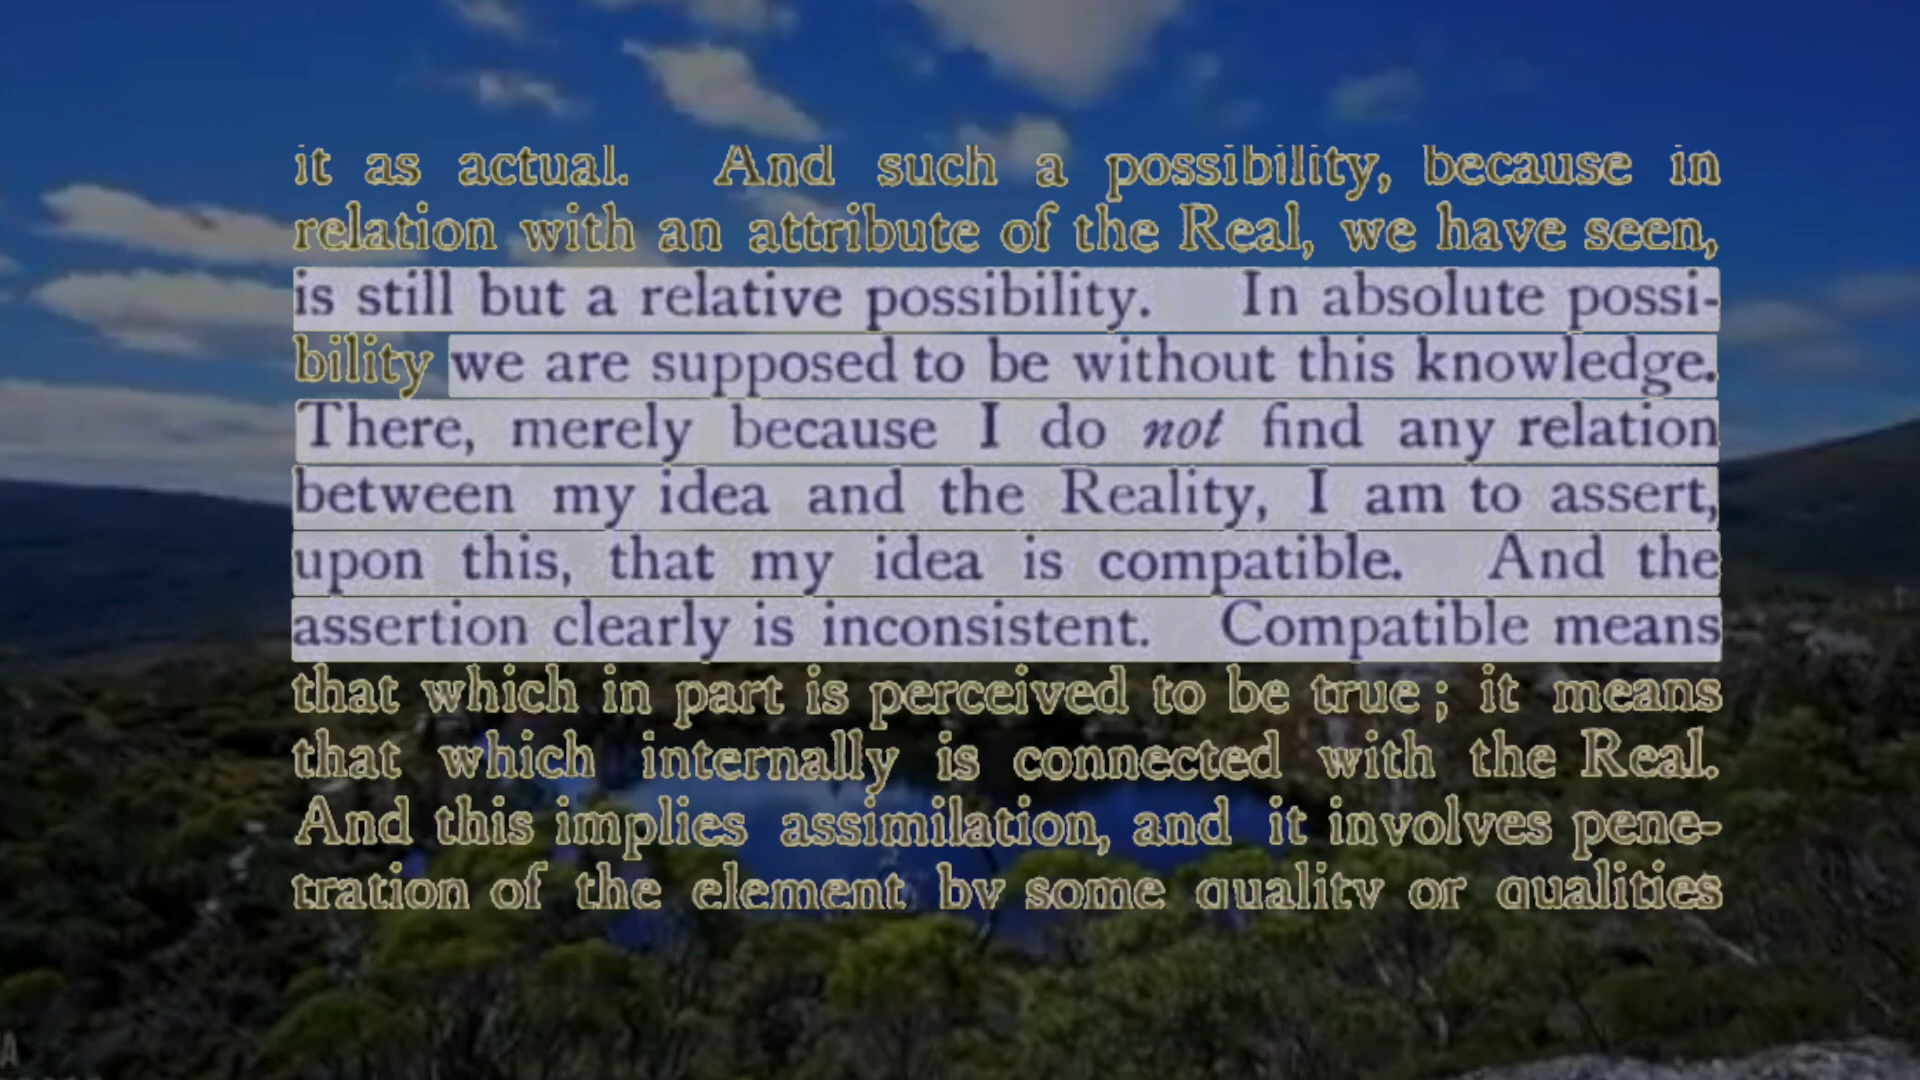 it as actual. And such a possibility, because in
relation with an attribute of the Real, we have seen,
is still but a relative possibility. In absolute possi-
bility we are supposed to be without this knowledge.
There, merely because I do not find any relation
between my idea and the Reality, I am to assert,
upon this, that my idea is compatible. And the
assertion clearly is inconsistent. Compatible means
that which in part is perceived to be true ; it means
that which internally is connected with the Real.
And this implies assimilation, and it involves pene-
tration of the element by some quality or qualities